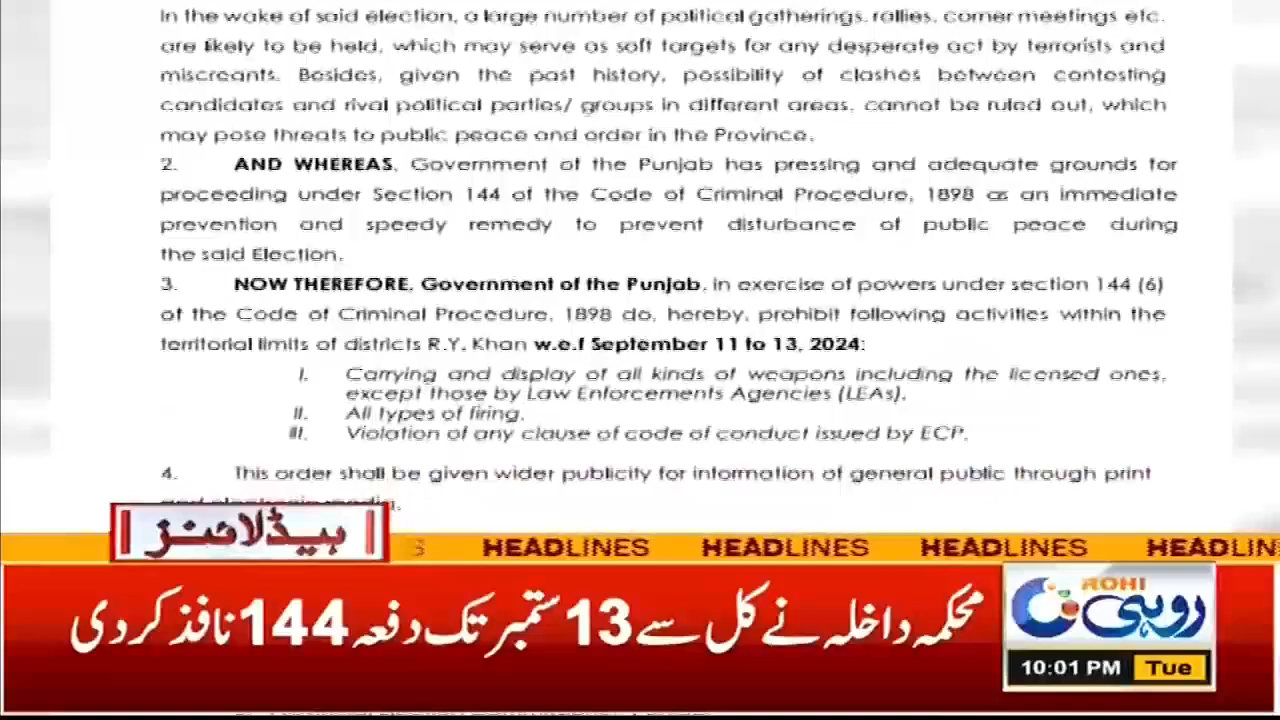 In the wake of said election, a large number of political gatherings, rallies, corner meetings etc.
are likely to be held, which may serve as soft targets for any desperate act by terrorists and
miscreants. Besides, given the past history, possibility of clashes between contesting
candidates and rival political parties/ groups in different areas, cannot be ruled out, which
may pose threats to public peace and order in the Province.
2. AND WHEREAS, Government of the Punjab has pressing and adequate grounds for
proceeding under Section 144 of the Code of Criminal Procedure, 1898 as an immediate
prevention and speedy remedy to prevent disturbance of public peace during
the said Election.
3. NOW THEREFORE, Government of the Punjab, in exercise of powers under section 144 (6)
of the Code of Criminal Procedure, 1898 do, hereby, prohibit following activities within the
territorial limits of districts R.Y. Khan w.e.f September 11 to 13, 2024:
I. Carrying and display of all kinds of weapons including the licensed ones,
except those by Law Enforcements Agencies (LEAs).
II. All types of firing.
III. Violation of any clause of code of conduct issued by ECP.
4. This order shall be given wider publicity for information of general public through print
and electronic media.
ہیڈلائنز
S HEADLINES HEADLINES HEADLINES HEADLIN
محکمہ داخلہ نے کل سے 13 ستمبر تک دفعہ 144 نافذ کر دی
ROHI
روہی
10:01 PM Tue